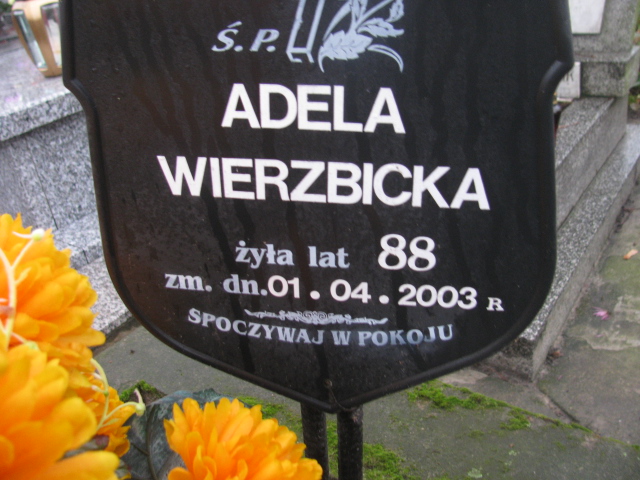 Ś.P.
ADELA
WIERZBICKA
żyła lat 88
zm. dn. 01.04.2003 R
SPOCZYWAJ W POKOJU